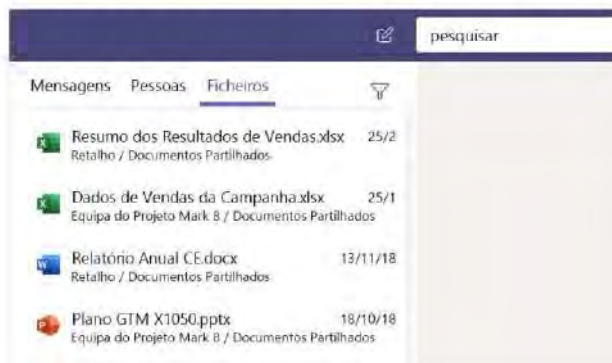 pesquisar
Mensagens Pessoas Ficheiros
Resumo dos Resultados de Vendas.xlsx 25/2
Retalho / Documentos Partilhados
Dados de Vendas da Campanha.xlsx 25/1
Equipa do Projeto Mark 8 / Documentos Partilhados
Relatório Anual CE.docx 13/11/18
Retalho / Documentos Partilhados
Plano GTM X1050.pptx 18/10/18
Equipa do Projeto Mark 8 / Documentos Partilhados